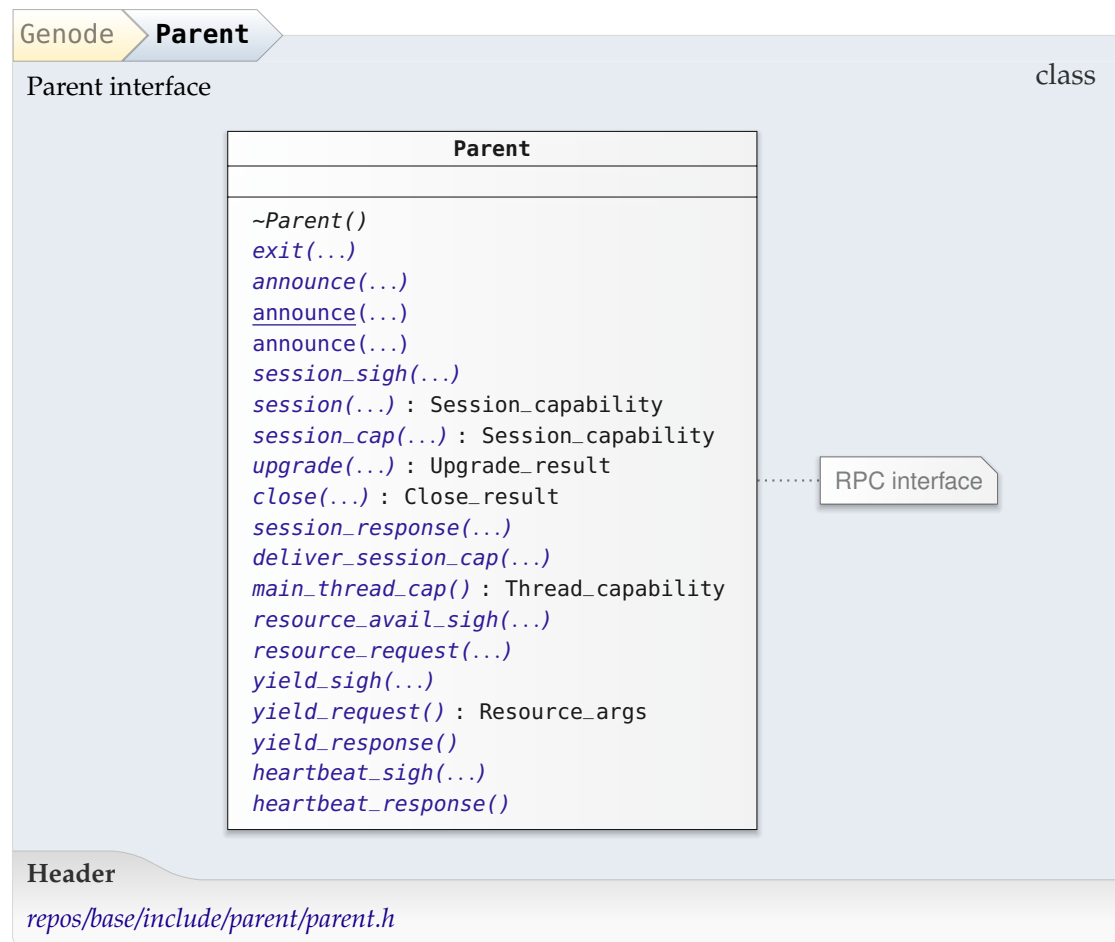 Genode Parent
class
Parent interface
Parent
~Parent()
exit(...)
announce(...)
announce(...)
announce(...)
session_sigh(...)
session(...) : Session_capability
session_cap(...) : Session_capability
upgrade(...) : Upgrade_result
close(...) : Close_result
session_response(...)
deliver_session_cap(...)
main_thread_cap() : Thread_capability
resource_avail_sigh(...)
resource_request(...)
yield_sigh(...)
yield_request() : Resource_args
yield_response()
heartbeat_sigh(...)
heartbeat_response()
RPC interface
Header
repos/base/include/parent/parent.h